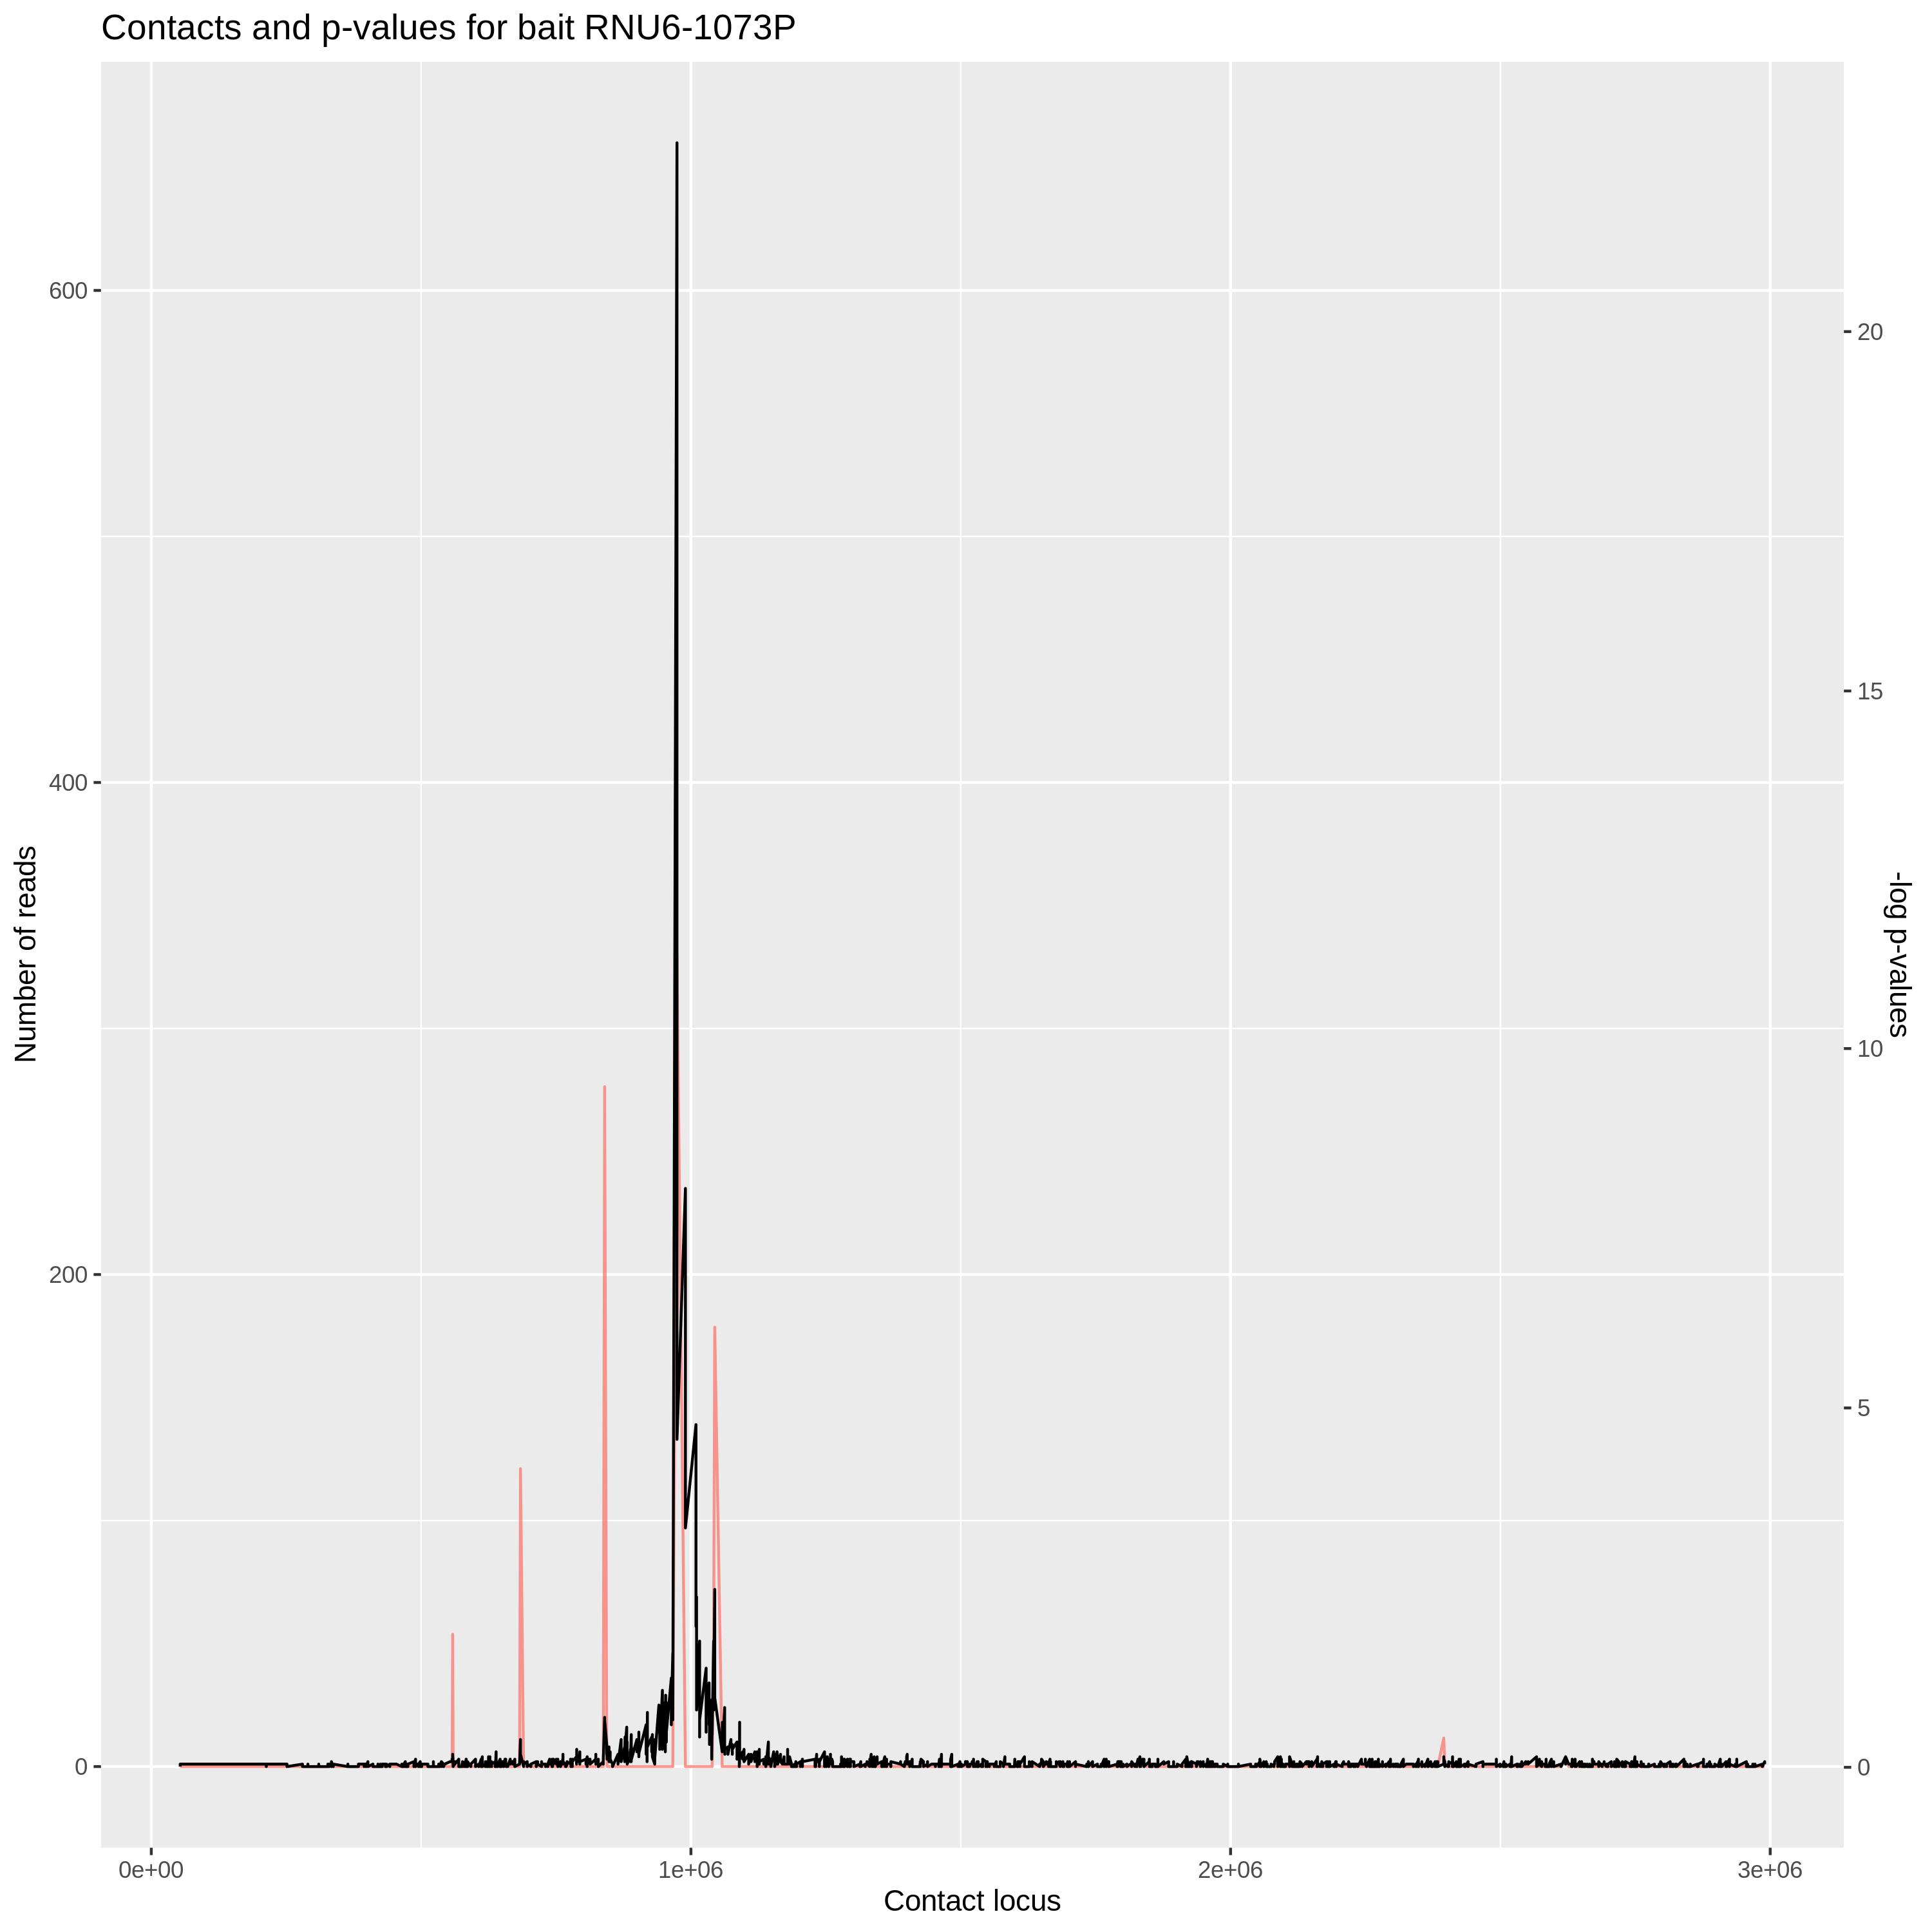 Contacts and p-values for bait RNU6-1073P
600
400
200
0
Number of reads
20
15
10
5
0
-log p-values
0e+00
1e+06
2e+06
3e+06
Contact locus